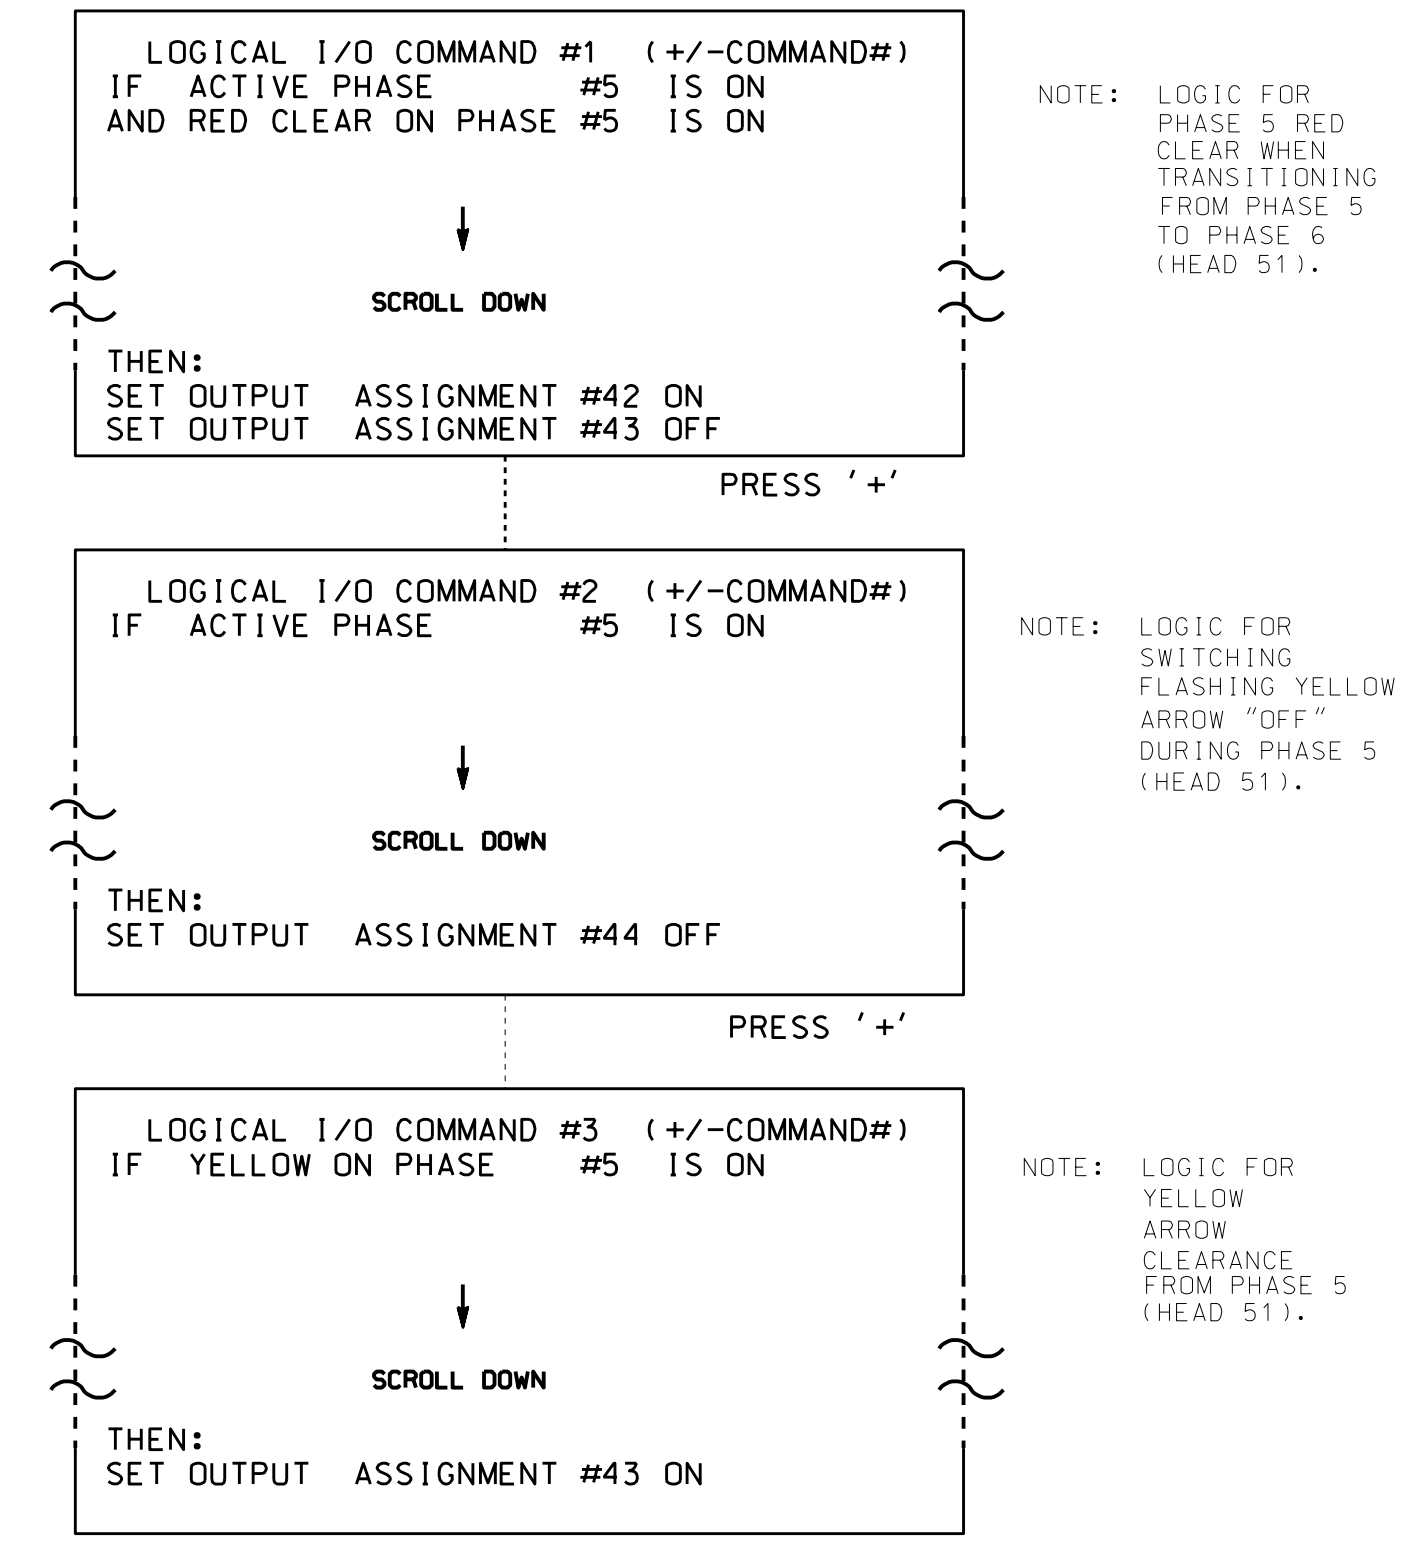 LOGICAL I/O COMMAND #1 (+/-COMMAND#)
IF ACTIVE PHASE #5 IS ON
AND RED CLEAR ON PHASE #5 IS ON
SCROLL DOWN
THEN:
SET OUTPUT ASSIGNMENT #42 ON
SET OUTPUT ASSIGNMENT #43 OFF
NOTE: LOGIC FOR
PHASE 5 RED
CLEAR WHEN
TRANSITIONING
FROM PHASE 5
TO PHASE 6
(HEAD 51).
PRESS '+'
LOGICAL I/O COMMAND #2 (+/-COMMAND#)
IF ACTIVE PHASE #5 IS ON
SCROLL DOWN
THEN:
SET OUTPUT ASSIGNMENT #44 OFF
NOTE: LOGIC FOR
SWITCHING
FLASHING YELLOW
ARROW "OFF"
DURING PHASE 5
(HEAD 51).
PRESS '+'
LOGICAL I/O COMMAND #3 (+/-COMMAND#)
IF YELLOW ON PHASE #5 IS ON
SCROLL DOWN
THEN:
SET OUTPUT ASSIGNMENT #43 ON
NOTE: LOGIC FOR
YELLOW
ARROW
CLEARANCE
FROM PHASE 5
(HEAD 51).